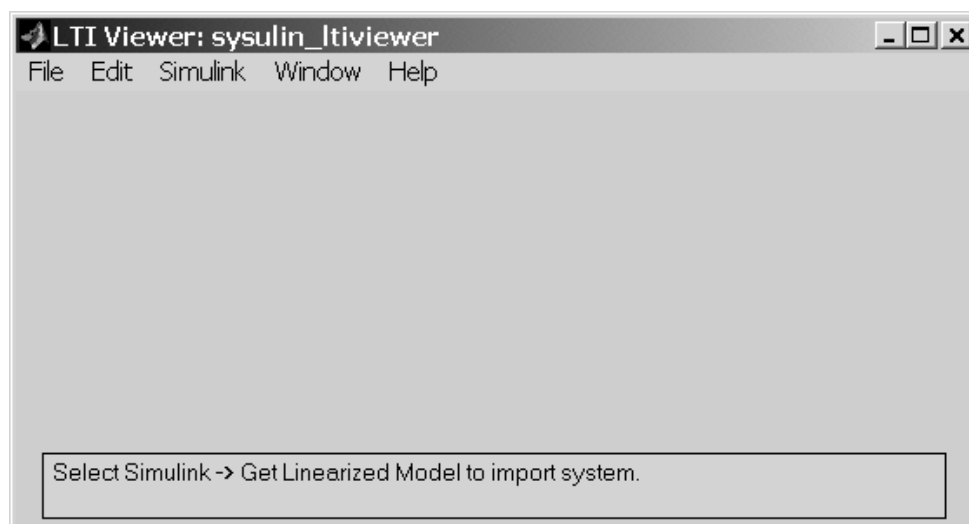 LTI Viewer: sysulin_ltiviewer
File Edit Simulink Window Help
Select Simulink -> Get Linearized Model to import system.